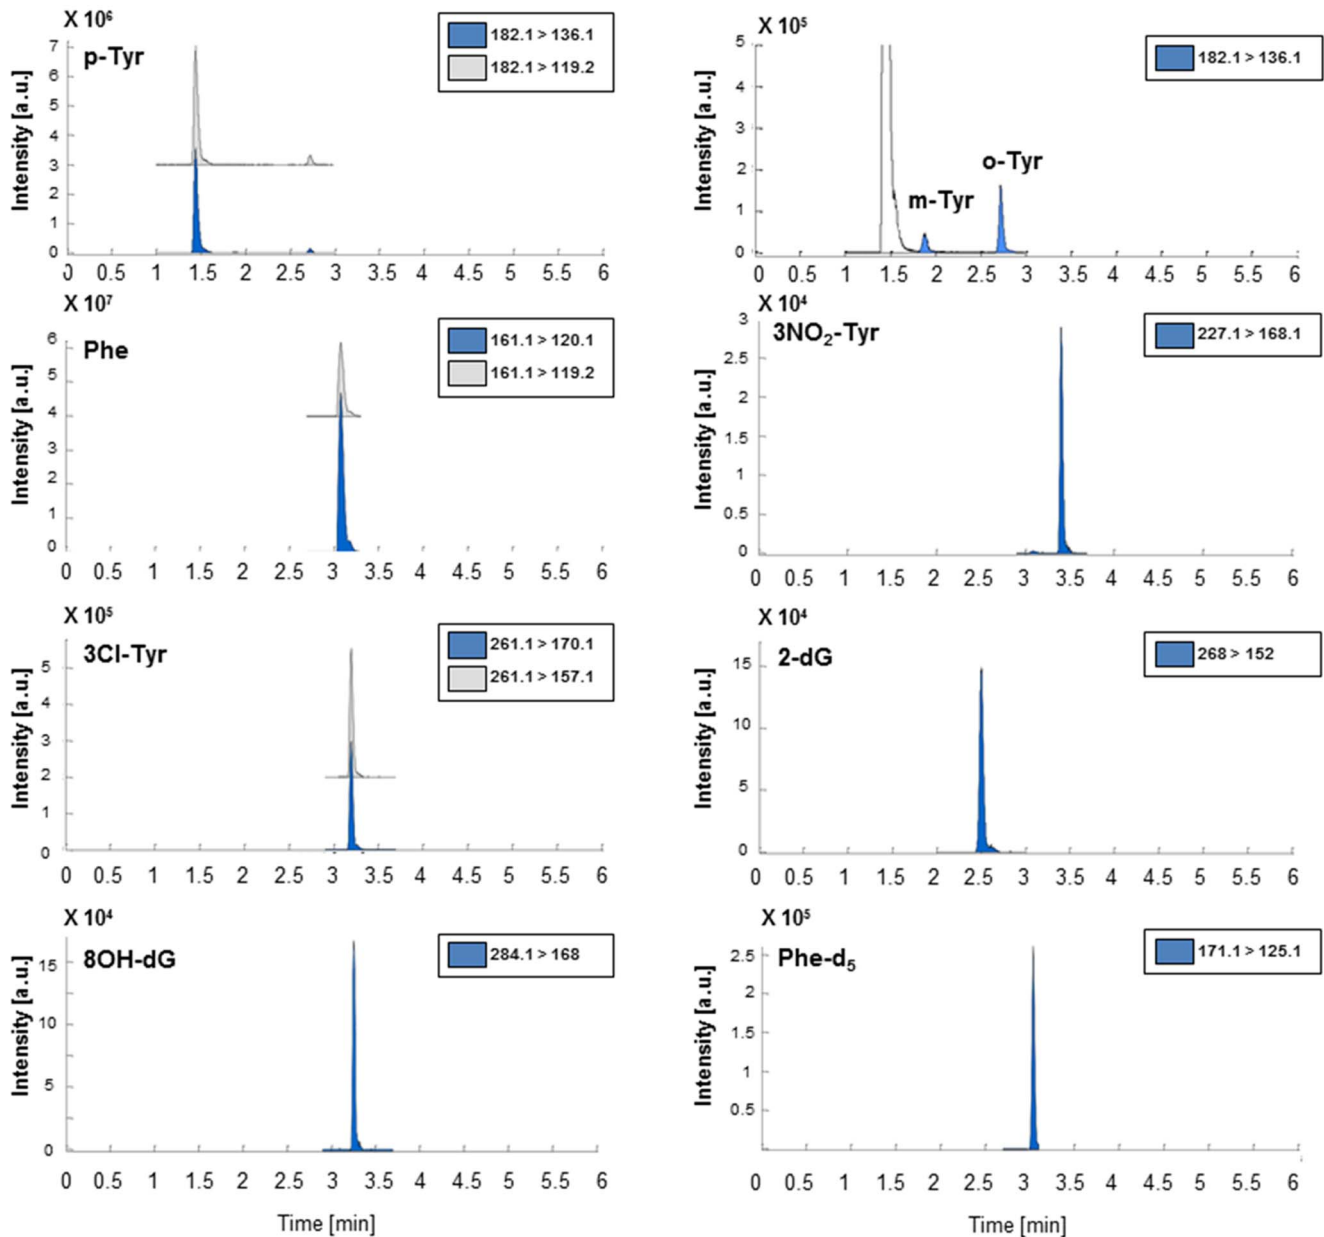 X 10⁶
Intensity [a.u.]
p-Tyr
182.1 > 136.1
182.1 > 119.2
7
6
5
4
3
2
1
0
0 0.5 1 1.5 2 2.5 3 3.5 4 4.5 5 5.5 6
X 10⁵
Intensity [a.u.]
182.1 > 136.1
m-Tyr
o-Tyr
5
4
3
2
1
0
0 0.5 1 1.5 2 2.5 3 3.5 4 4.5 5 5.5 6
X 10⁷
Intensity [a.u.]
Phe
161.1 > 120.1
161.1 > 119.2
6
5
4
3
2
1
0
0 0.5 1 1.5 2 2.5 3 3.5 4 4.5 5 5.5 6
X 10⁴
Intensity [a.u.]
3NO₂-Tyr
227.1 > 168.1
3
2.5
2
1.5
1
0.5
0
0 0.5 1 1.5 2 2.5 3 3.5 4 4.5 5 5.5 6
X 10⁵
Intensity [a.u.]
3Cl-Tyr
261.1 > 170.1
261.1 > 157.1
5
4
3
2
1
0
0 0.5 1 1.5 2 2.5 3 3.5 4 4.5 5 5.5 6
X 10⁴
Intensity [a.u.]
2-dG
268 > 152
15
10
5
0
0 0.5 1 1.5 2 2.5 3 3.5 4 4.5 5 5.5 6
X 10⁴
Intensity [a.u.]
8OH-dG
284.1 > 168
15
10
5
0
0 0.5 1 1.5 2 2.5 3 3.5 4 4.5 5 5.5 6
Time [min]
X 10⁵
Intensity [a.u.]
Phe-d₅
171.1 > 125.1
2.5
2
1.5
1
0.5
0 0.5 1 1.5 2 2.5 3 3.5 4 4.5 5 5.5 6
Time [min]